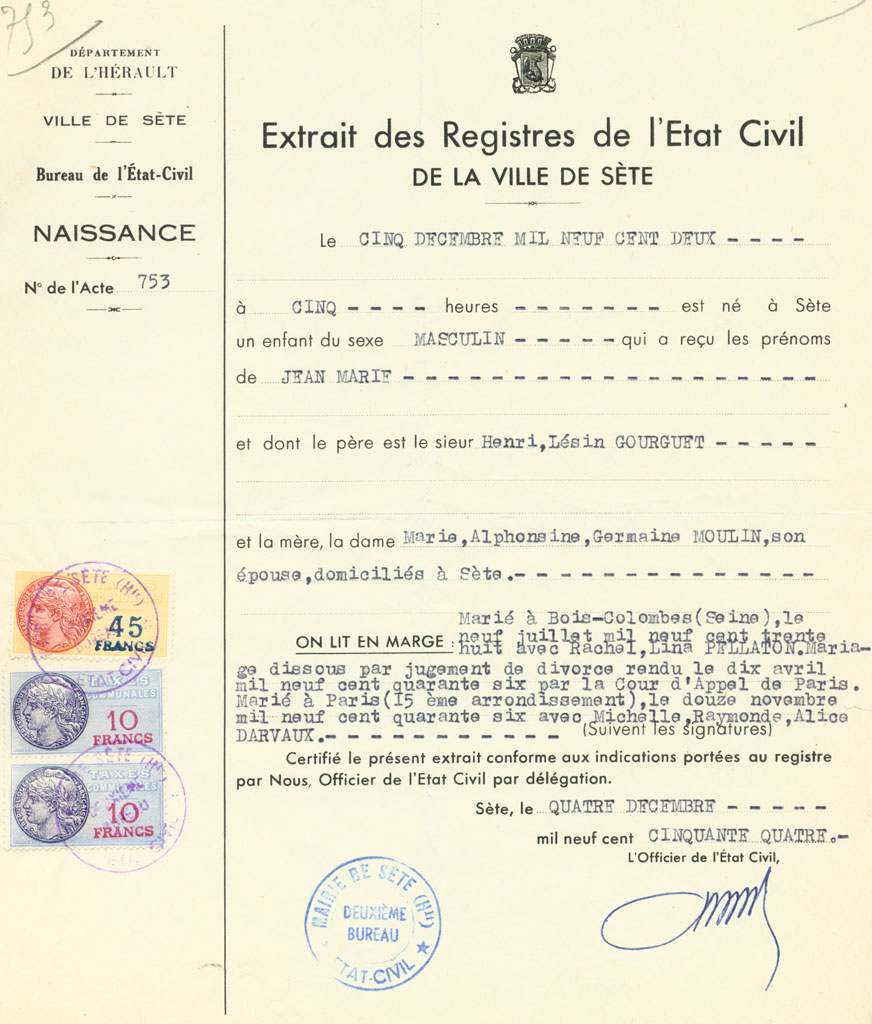 753
DÉPARTEMENT
DE L'HÉRAULT
VILLE DE SÈTE
Bureau de l'État-Civil
NAISSANCE
N° de l'Acte 753
Extrait des Registres de l'Etat Civil
DE LA VILLE DE SÈTE
Le CINQ DECEMBRE MIL NEUF CENT DEUX - - - -
à CINQ - - - - heures - - - - - - - est né à Sète
un enfant du sexe MASCULIN - - - - - qui a reçu les prénoms
de JEAN MARIE - - - - - - - - - - - - - - - - - - -
et dont le père est le sieur Henri,Lésin GOURGUET - - - - -
et la mère, la dame Marie,Alphonsine,Germaine MOULIN,son
épouse,domiciliés à Sète.- - - - - - - - - - - - - -
Marié à Bois-Colombes(Seine),le
ON LIT EN MARGE : neuf juillet mil neuf cent trente
huit avec Rachel,Lina PELLATON.Maria-
ge dissous par jugement de divorce rendu le dix avril
mil neuf cent quarante six par la Cour d'Appel de Paris.
Marié à Paris(15 ème arrondissement),le douze novembre
mil neuf cent quarante six avec Michelle,Raymonde,Alice
DARVAUX.- - - - - - - - - - - (Suivent les signatures)
Certifié le présent extrait conforme aux indications portées au registre
par Nous, Officier de l'Etat Civil par délégation.
Sète, le QUATRE DECEMBRE - - - - -
mil neuf cent CINQUANTE QUATRE.-
L'Officier de l'État Civil,
45
FRANCS
TAXES
COMMUNALES
10
FRANCS
TAXES
COMMUNALES
10
FRANCS
MAIRIE DE SÈTE (Hlt)
DEUXIÈME
BUREAU
ETAT-CIVIL